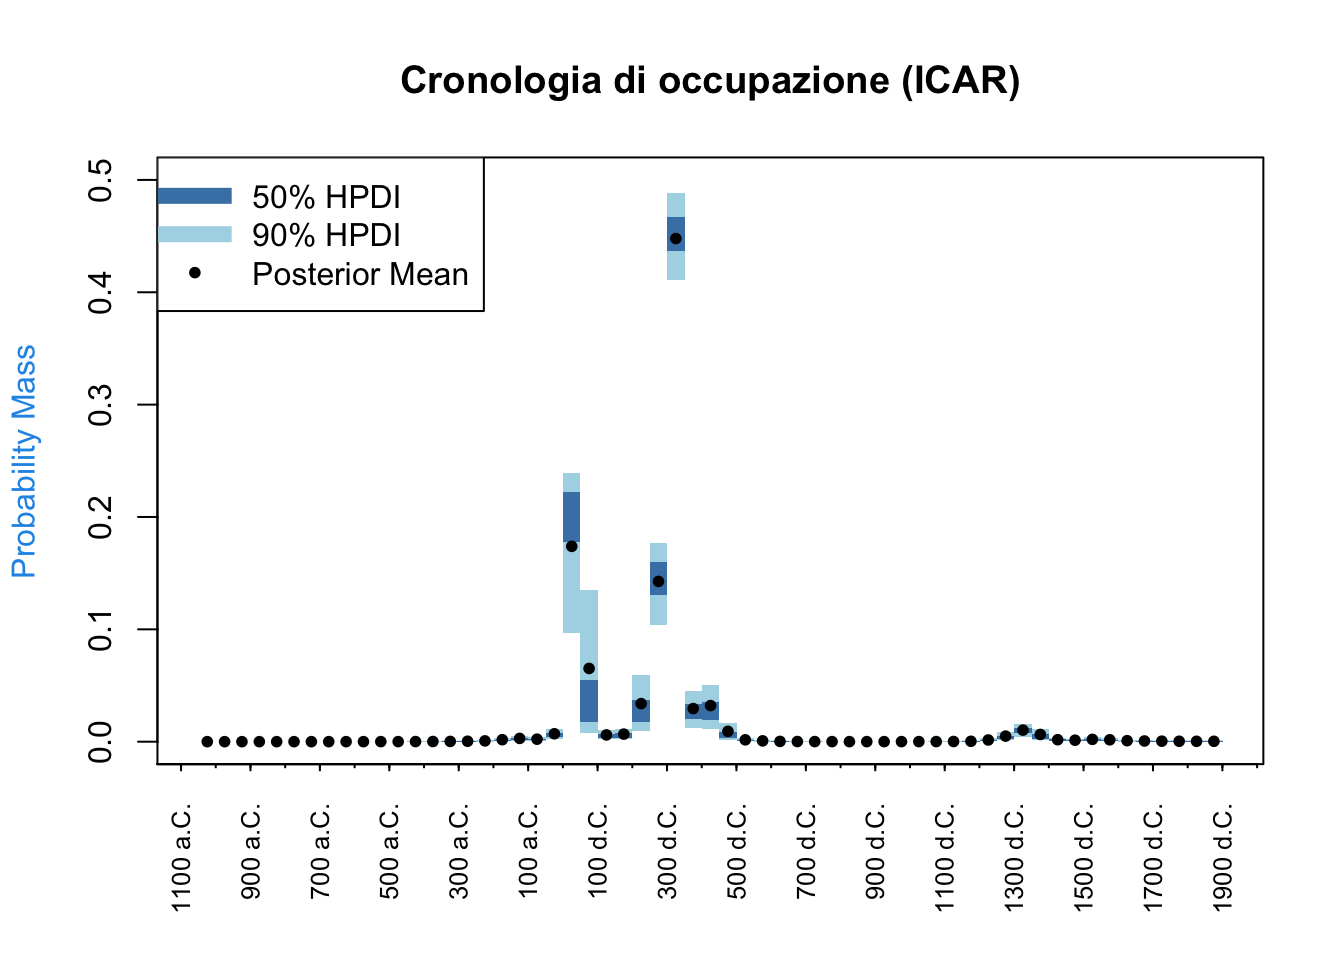 Cronologia di occupazione (ICAR)
50% HPDI
90% HPDI
Posterior Mean
Probability Mass
0.5
0.4
0.3
0.2
0.1
0.0
1100 a.C.
900 a.C.
700 a.C.
500 a.C.
300 a.C.
100 a.C.
100 d.C.
300 d.C.
500 d.C.
700 d.C.
900 d.C.
1100 d.C.
1300 d.C.
1500 d.C.
1700 d.C.
1900 d.C.